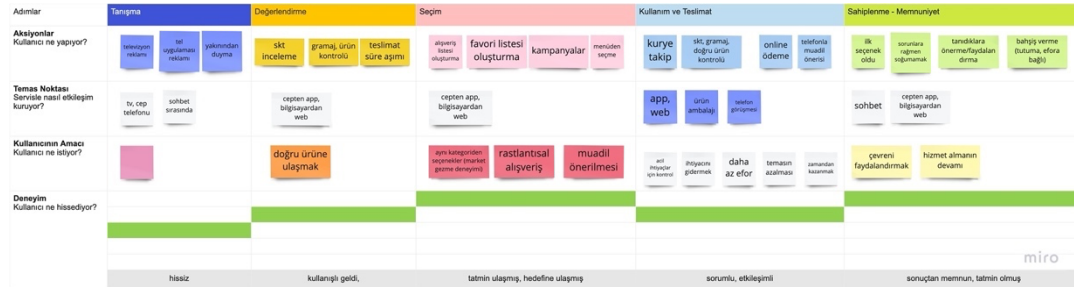 Adımlar
Tanışma
Değerlendirme
Seçim
Kullanım ve Teslimat
Sahiplenme - Memnuniyet
Aksiyonlar
Kullanıcı ne yapıyor?
televizyon
reklamı
tel
uygulaması
reklamı
yakınından
duyma
skt
inceleme
gramaj, ürün
kontrolü
teslimat
süre aşımı
alışveriş
listesi
oluşturma
favori listesi
oluşturma
kampanyalar
menüden
seçme
kurye
takip
skt, gramaj,
doğru ürün
kontrolü
online
ödeme
telefonla
muadil
önerisi
ilk
seçenek
oldu
sorunlara
rağmen
soğumamak
tanıdıklara
önerme/faydalan
dırma
bahşiş verme
(tutuma, efora
bağlı)
Temas Noktası
Servisle nasıl etkileşim
kuruyor?
tv, cep
telefonu
sohbet
sırasında
cepten app,
bilgisayardan
web
cepten app,
bilgisayardan
web
app,
web
ürün
ambalajı
telefon
görüşmesi
sohbet
cepten app,
bilgisayardan
web
Kullanıcının Amacı
Kullanıcı ne istiyor?
doğru ürüne
ulaşmak
aynı kategoriden
seçenekler (market
gezme deneyimi)
rastlantısal
alışveriş
muadil
önerilmesi
acil
ihtiyaçlar
için kontrol
ihtiyacını
gidermek
daha
az efor
temasın
azalması
zamandan
kazanmak
çevreni
faydalandırmak
hizmet almanın
devamı
Deneyim
Kullanıcı ne hissediyor?
miro
hissiz
kullanışlı geldi,
tatmin ulaşmış, hedefine ulaşmış
sorumlu, etkileşimli
sonuçtan memnun, tatmin olmuş